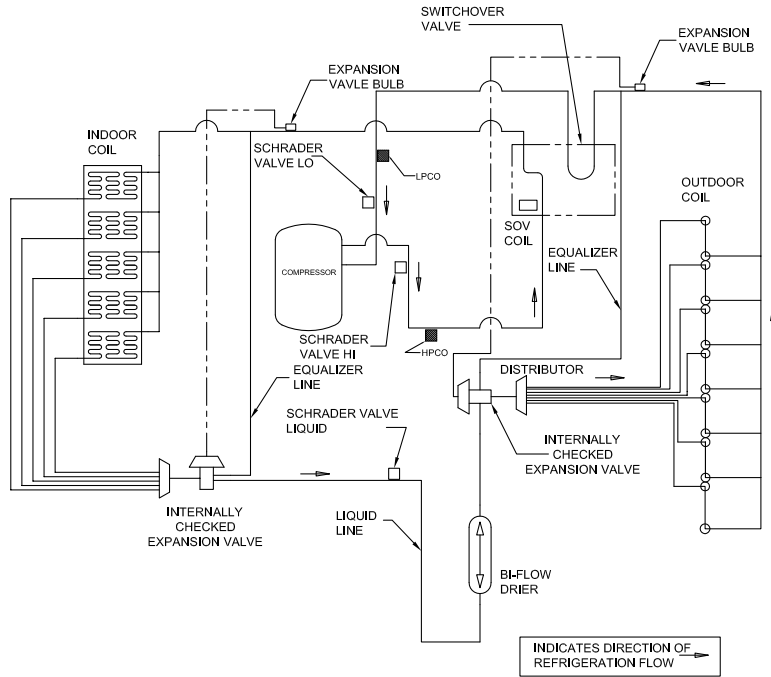 SWITCHOVER
VALVE
EXPANSION
VAVLE BULB
EXPANSION
VAVLE BULB
INDOOR
COIL
SCHRADER
VALVE LO
LPCO
OUTDOOR
COIL
SOV
COIL
EQUALIZER
LINE
COMPRESSOR
SCHRADER
VALVE HI
HPCO
EQUALIZER
LINE
DISTRIBUTOR
SCHRADER VALVE
LIQUID
INTERNALLY
CHECKED
EXPANSION VALVE
INTERNALLY
CHECKED
EXPANSION VALVE
LIQUID
LINE
BI-FLOW
DRIER
INDICATES DIRECTION OF
REFRIGERATION FLOW